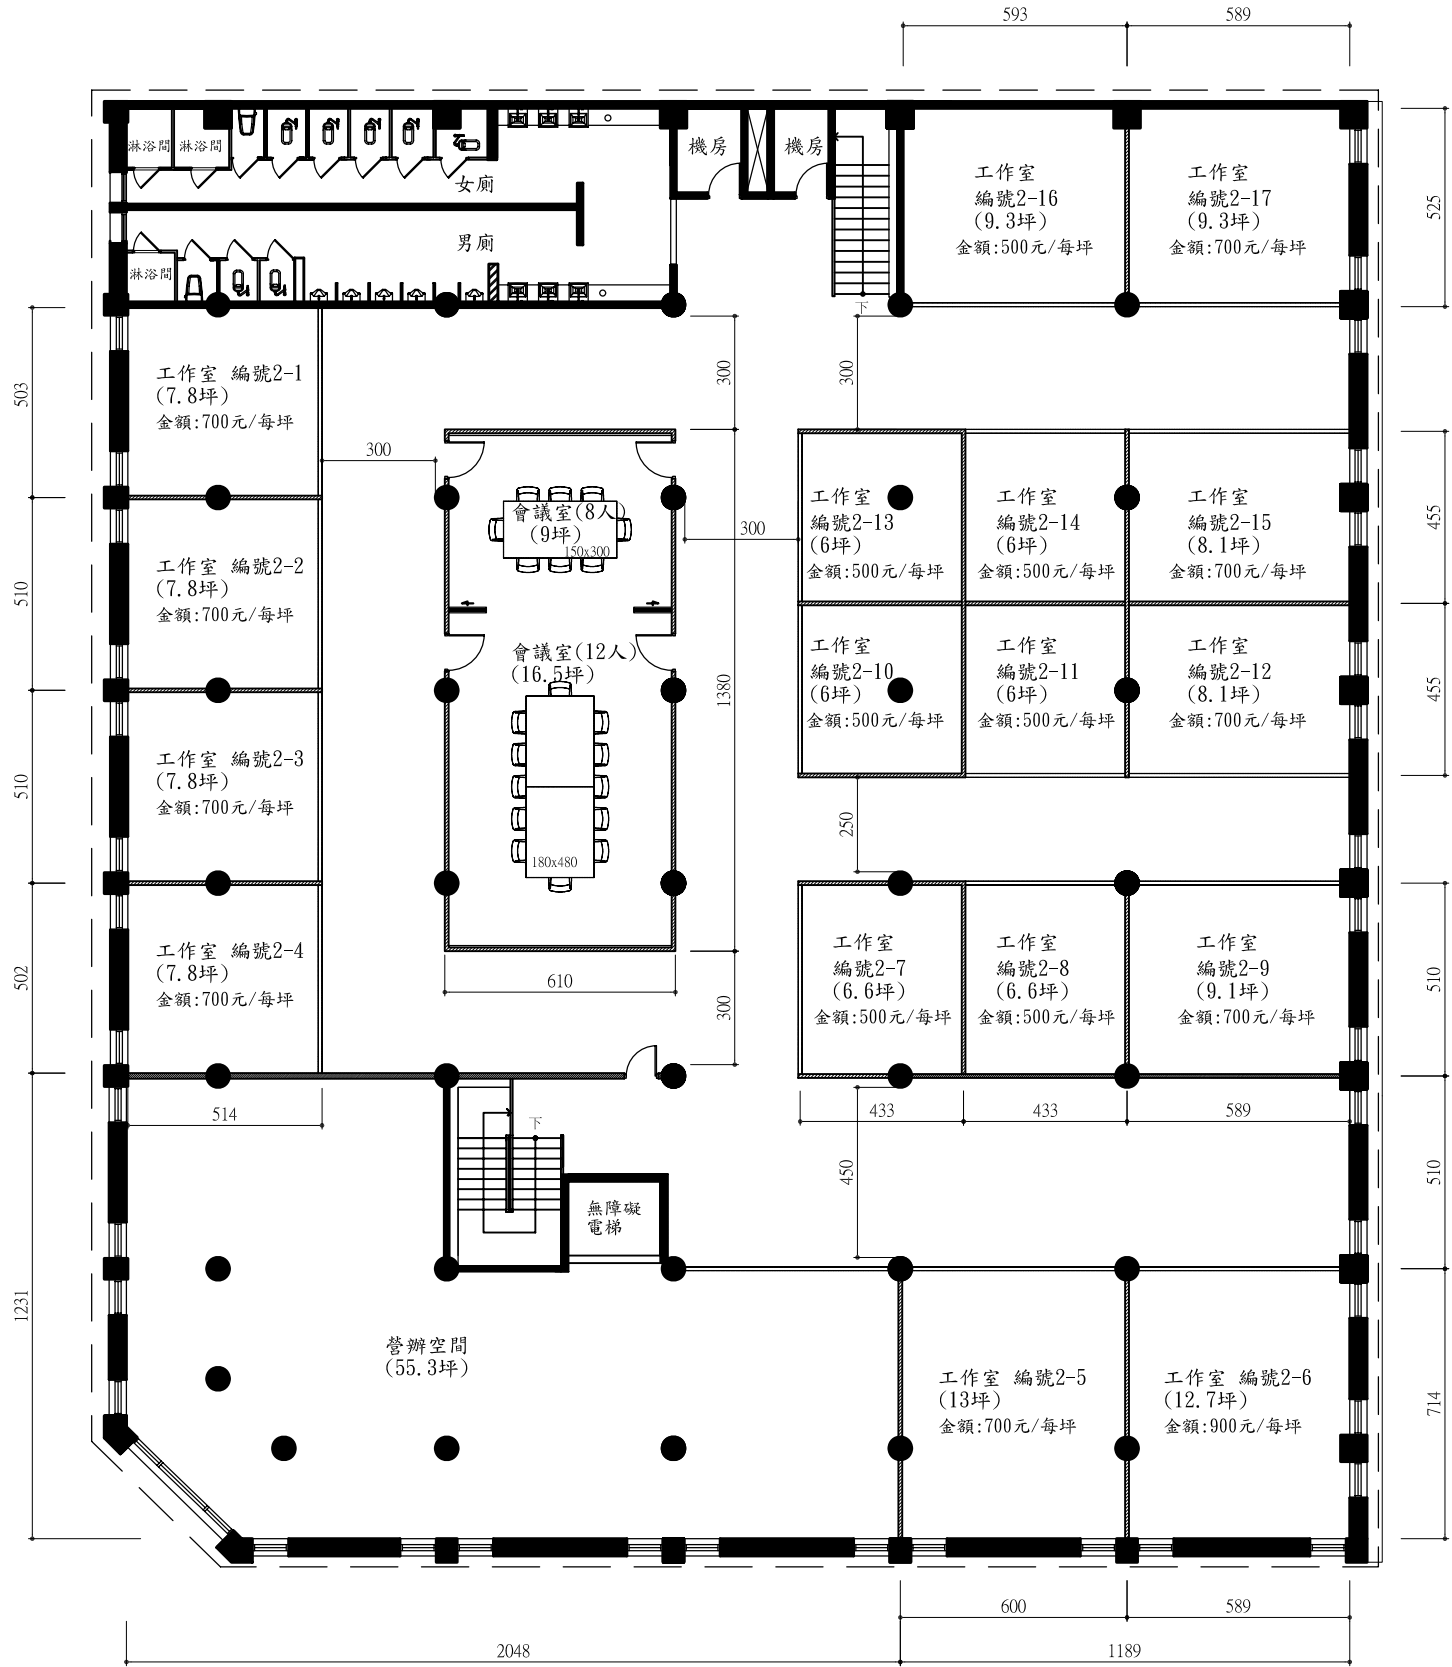 593
589
淋浴間
淋浴間
女廁
機房
機房
男廁
淋浴間
下
工作室
編號2-16
(9.3坪)
金額:500元/每坪
工作室
編號2-17
(9.3坪)
金額:700元/每坪
525
503
工作室 編號2-1
(7.8坪)
金額:700元/每坪
300
300
300
455
會議室(8人)
(9坪)
150x300
300
工作室
編號2-13
(6坪)
金額:500元/每坪
工作室
編號2-14
(6坪)
金額:500元/每坪
工作室
編號2-15
(8.1坪)
金額:700元/每坪
510
工作室 編號2-2
(7.8坪)
金額:700元/每坪
會議室(12人)
(16.5坪)
1380
180x480
工作室
編號2-10
(6坪)
金額:500元/每坪
工作室
編號2-11
(6坪)
金額:500元/每坪
工作室
編號2-12
(8.1坪)
金額:700元/每坪
455
510
工作室 編號2-3
(7.8坪)
金額:700元/每坪
250
502
工作室 編號2-4
(7.8坪)
金額:700元/每坪
610
300
工作室
編號2-7
(6.6坪)
金額:500元/每坪
工作室
編號2-8
(6.6坪)
金額:500元/每坪
工作室
編號2-9
(9.1坪)
金額:700元/每坪
510
514
下
433
433
589
無障礙
電梯
450
510
1231
營辦空間
(55.3坪)
工作室 編號2-5
(13坪)
金額:700元/每坪
工作室 編號2-6
(12.7坪)
金額:900元/每坪
714
600
589
2048
1189